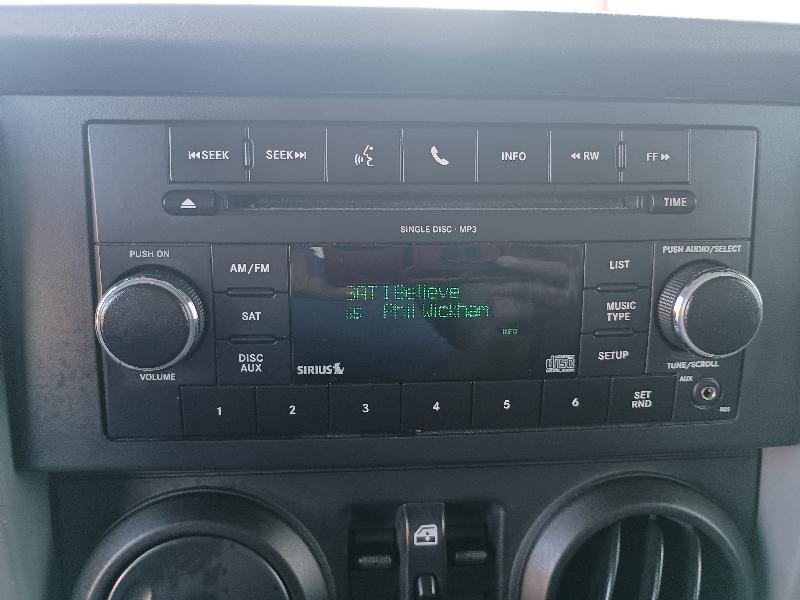 SEEK
SEEK
INFO
RW
FF
TIME
SINGLE DISC · MP3
PUSH ON
VOLUME
AM/FM
SAT
DISC
AUX
SAT I Believe
Phil Wickham
INFO
SIRIUS
COMPACT
disc
LIST
MUSIC
TYPE
SETUP
PUSH AUDIO/SELECT
TUNE/SCROLL
AUX
1
2
3
4
5
6
SET
RND